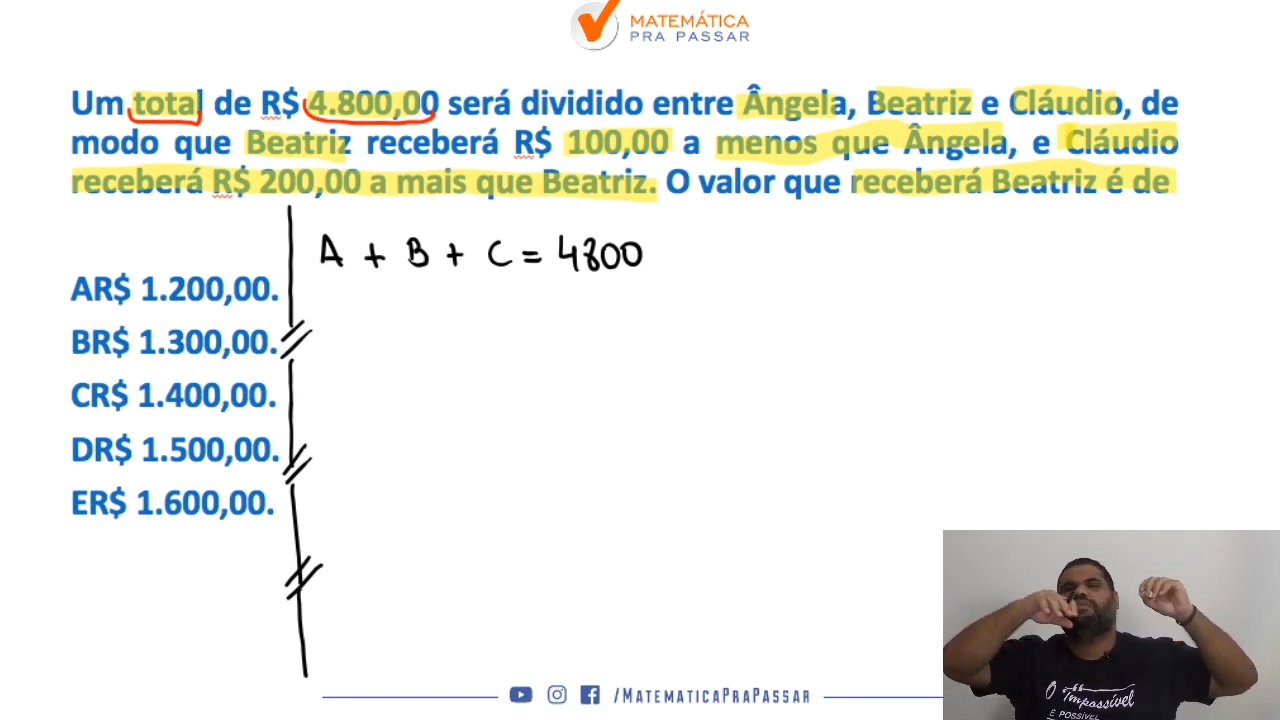 MATEMÁTICA
PRA PASSAR
Um total de R$ 4.800,00 será dividido entre Ângela, Beatriz e Cláudio, de
modo que Beatriz receberá R$ 100,00 a menos que Ângela, e Cláudio
receberá R$ 200,00 a mais que Beatriz. O valor que receberá Beatriz é de
A + B + C = 4800
AR$ 1.200,00.
BR$ 1.300,00.
CR$ 1.400,00.
DR$ 1.500,00.
ER$ 1.600,00.
O Impossível
É POSSÍVEL
/MATEMATICAPRAPASSAR